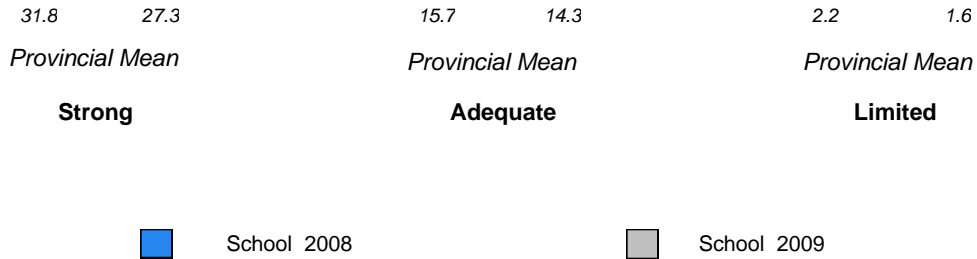 31.8 27.3 15.7 14.3 2.2 1.6
Provincial Mean Provincial Mean Provincial Mean
Strong Adequate Limited
School 2008 School 2009